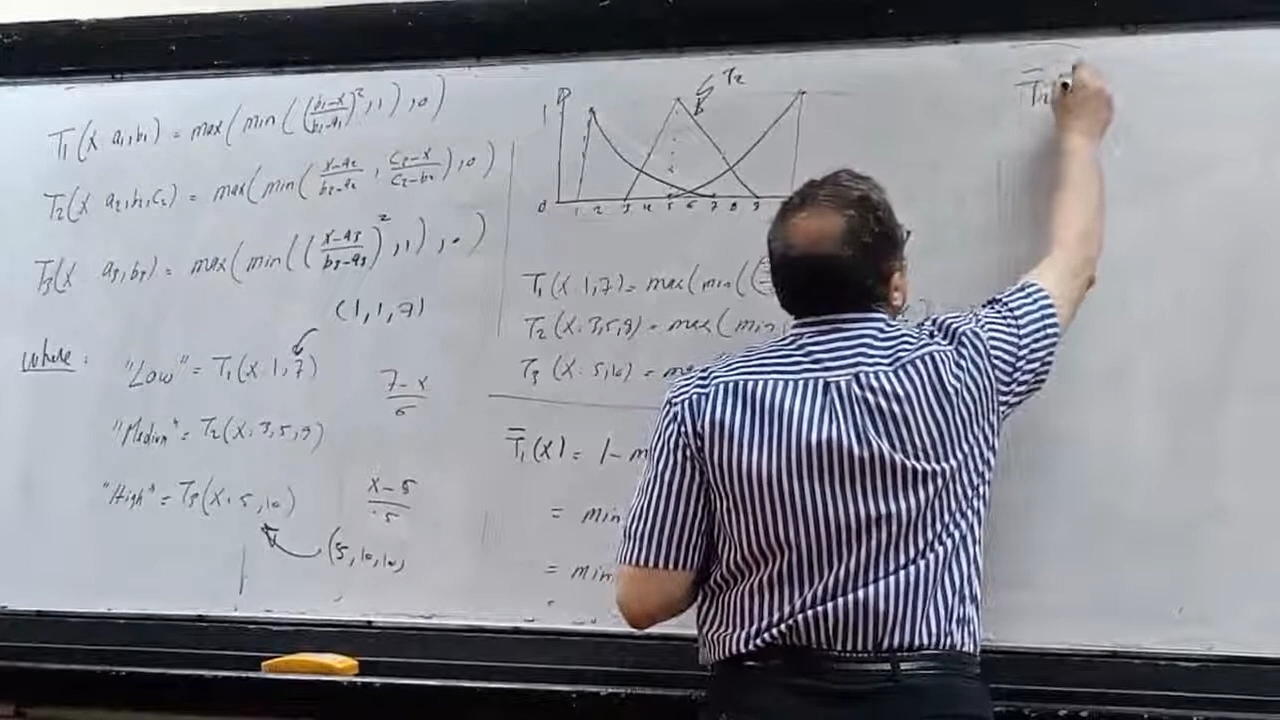 T₁(x a₁,b₁) = max(min((b₁-x/b₁-a₁)²,1),0)
T₂(x a₂,b₂,c₂) = max(min(x-a₂/b₂-a₂, c₂-x/c₂-b₂),0)
T₃(x a₃,b₃) = max(min((x-a₃/b₃-a₃)²,1),0)
(1,1,7)
where:
"Low" = T₁(x.1,7)
7-x/6
"Medium" = T₂(x.3,5,9)
"High" = T₃(x.5,10)
x-5/5
(5,10,10)
T₂
1
0 1 2 3 4 5 6 7 8 9
T₁(x.1,7) = max(min((
T₂(x.3,5,9) = max(min
T₃(x.5,10) =
T̄₁(x) = 1-m
= min
= min
T̄₂